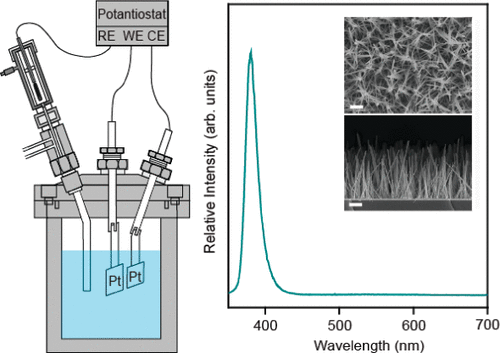 Potantiostat
RE WE CE
Pt Pt
Relative Intensity (arb. units)
400 500 600 700
Wavelength (nm)